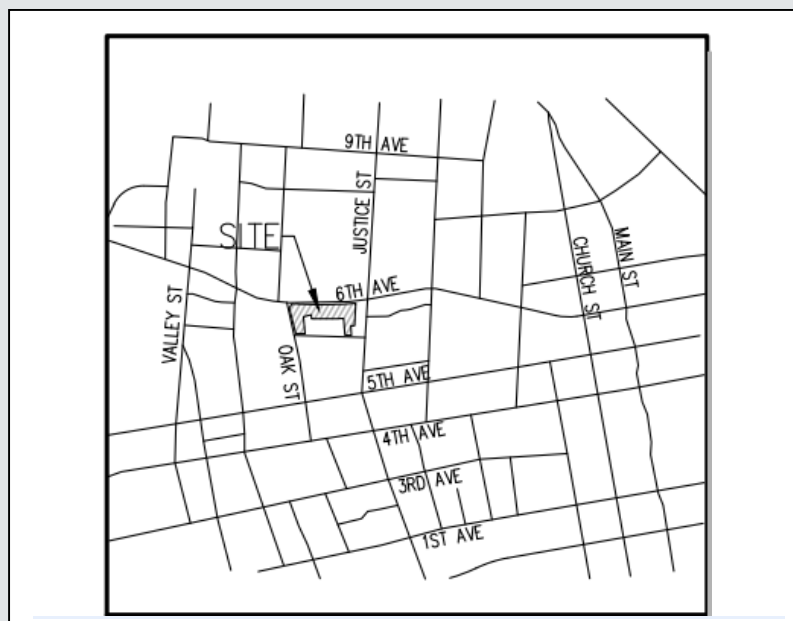 9TH AVE
JUSTICE ST
SITE
CHURCH ST
MAIN ST
6TH AVE
VALLEY ST
OAK ST
5TH AVE
4TH AVE
3RD AVE
1ST AVE